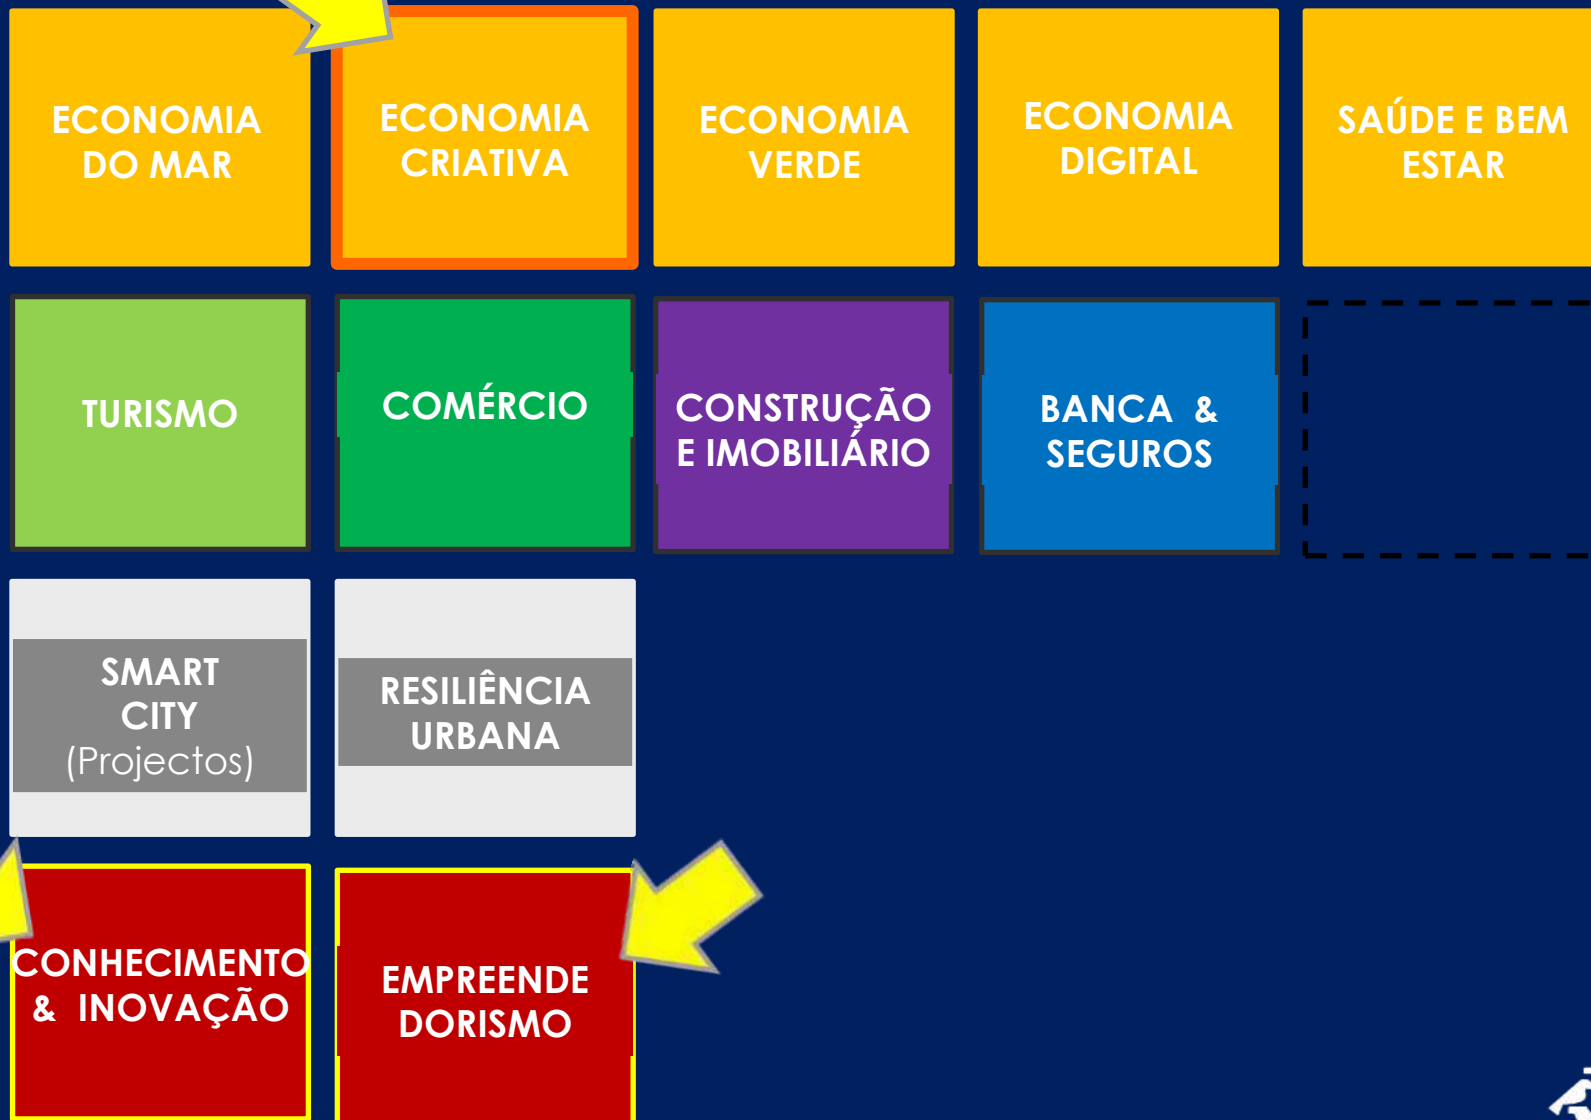 ECONOMIA
DO MAR
ECONOMIA
CRIATIVA
ECONOMIA
VERDE
ECONOMIA
DIGITAL
SAÚDE E BEM
ESTAR
TURISMO
COMÉRCIO
CONSTRUÇÃO
E IMOBILIÁRIO
BANCA &
SEGUROS
SMART
CITY
(Projectos)
RESILIÊNCIA
URBANA
CONHECIMENTO
& INOVAÇÃO
EMPREENDE
DORISMO